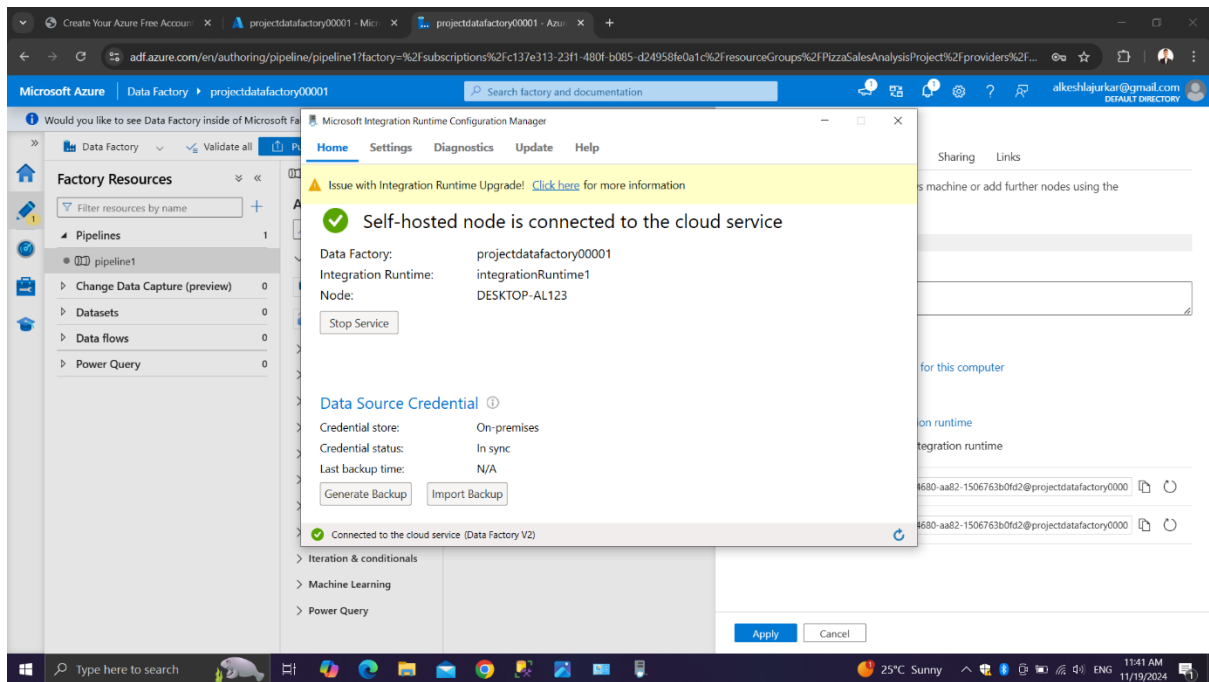 Create Your Azure Free Account
projectdatafactory00001 - Micr
projectdatafactory00001 - Azur
adf.azure.com/en/authoring/pipeline/pipeline1?factory=%2Fsubscriptions%2Fc137e313-23f1-480f-b085-d24958fe0a1c%2FresourceGroups%2FPizzaSalesAnalysisProject%2Fproviders%2F...
Microsoft Azure Data Factory projectdatafactory00001
Search factory and documentation
1
1
alkeshlajurkar@gmail.com
DEFAULT DIRECTORY
Would you like to see Data Factory inside of Microsoft Fa
Data Factory Validate all Pu
Factory Resources
Filter resources by name
1
Pipelines 1
pipeline1
Change Data Capture (preview) 0
Datasets 0
Data flows 0
Power Query 0
A
Microsoft Integration Runtime Configuration Manager
Home Settings Diagnostics Update Help
Issue with Integration Runtime Upgrade! Click here for more information
Self-hosted node is connected to the cloud service
Data Factory: projectdatafactory00001
Integration Runtime: integrationRuntime1
Node: DESKTOP-AL123
Stop Service
Data Source Credential
Credential store: On-premises
Credential status: In sync
Last backup time: N/A
Generate Backup Import Backup
Connected to the cloud service (Data Factory V2)
Iteration & conditionals
Machine Learning
Power Query
Sharing Links
s machine or add further nodes using the
for this computer
on runtime
tegration runtime
4680-aa82-1506763b0fd2@projectdatafactory0000
4680-aa82-1506763b0fd2@projectdatafactory0000
Apply Cancel
Type here to search
25°C Sunny
ENG
11:41 AM
11/19/2024
1